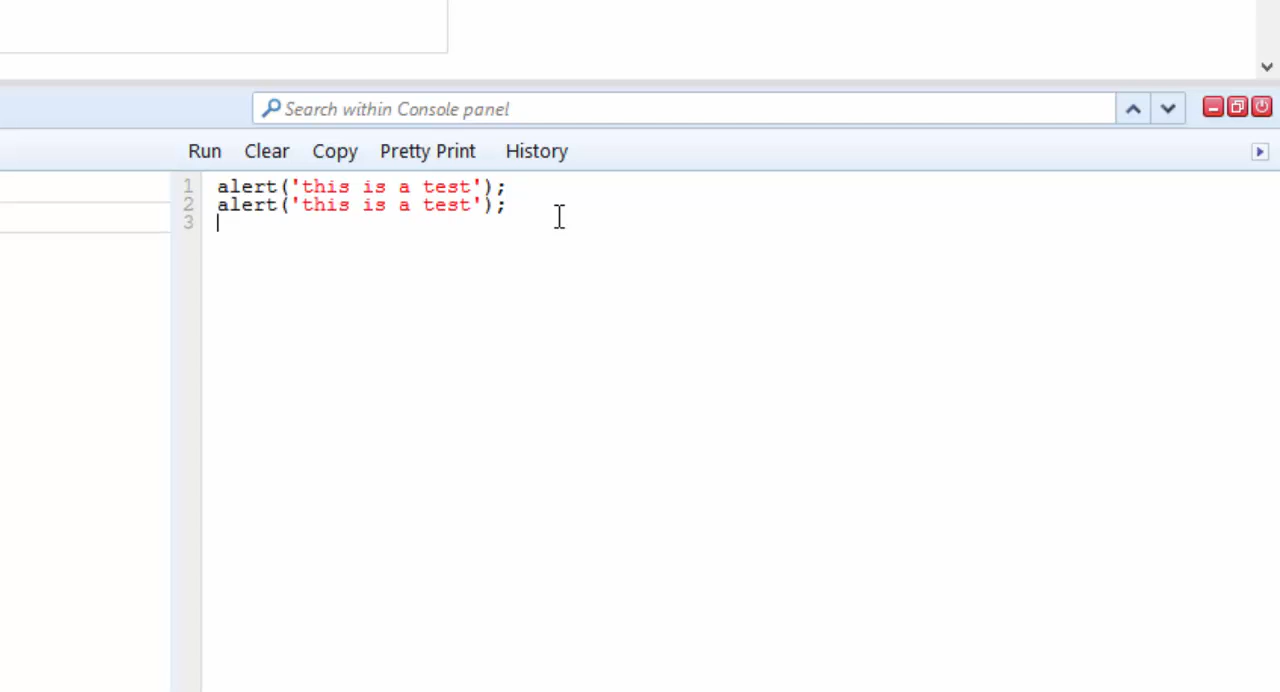 Search within Console panel
Run Clear Copy Pretty Print History
1 alert('this is a test');
2 alert('this is a test');
3